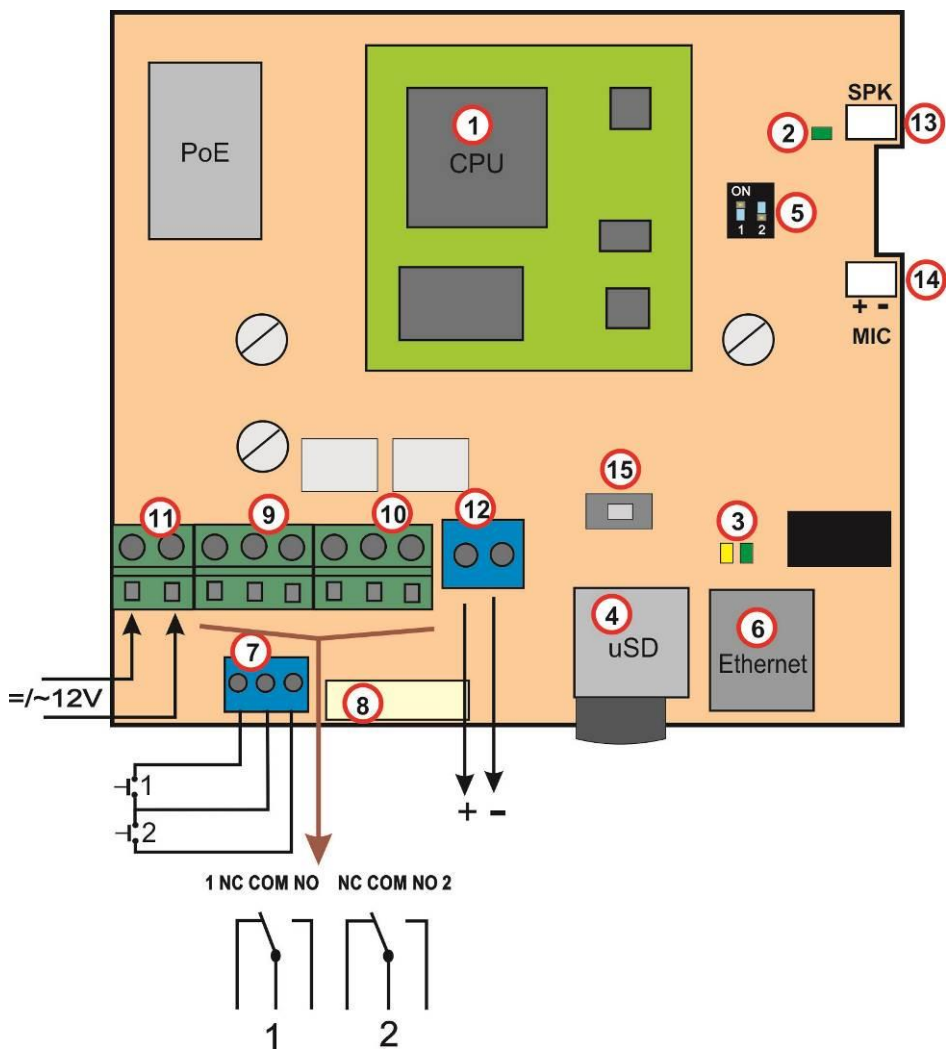 SPK
13
1
2
PoE
CPU
ON
5
1 2
14
+ -
MIC
15
11
9
10
12
3
4
6
7
uSD
Ethernet
=/~12V
8
1
+ -
2
1 NC COM NO NC COM NO 2
1 2